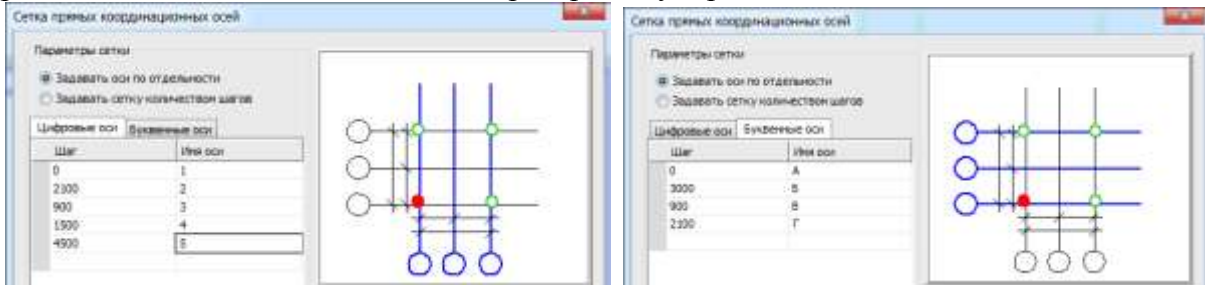 Сетка прямых координационных осей
Параметры сетки
Задавать оси по отдельности
Задавать сетку количеством шагов
Цифровые оси Буквенные оси
Шаг Имя оси
0 1
2100 2
900 3
1500 4
4500 5
Сетка прямых координационных осей
Параметры сетки
Задавать оси по отдельности
Задавать сетку количеством шагов
Цифровые оси Буквенные оси
Шаг Имя оси
0 А
3000 Б
900 В
2100 Г